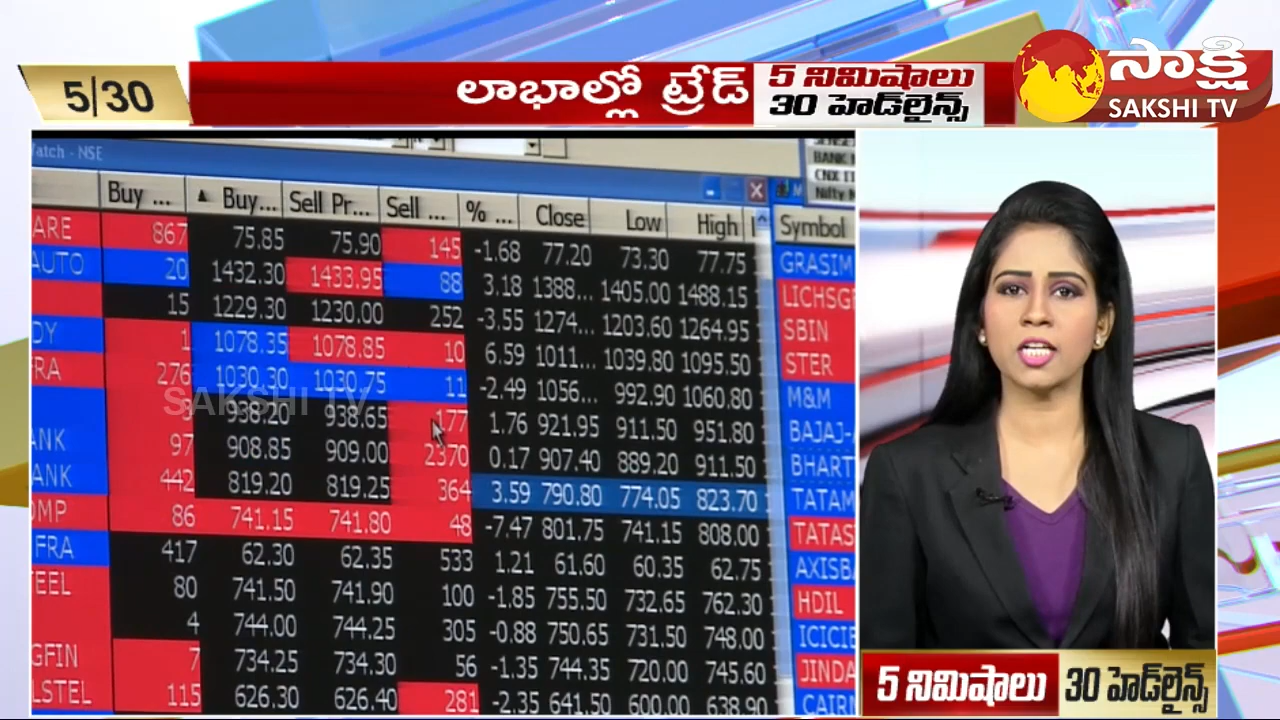 5/30
లాభాల్లో ట్రేడ్
5 నిమిషాలు
30 హెడ్‌లైన్స్
సాక్షి
SAKSHI TV
Watch - NSE
BANK
Buy ... ▲ Buy... Sell Pr... Sell ... % ... Close Low High Symbol
ARE 867 75.85 75.90 145 -1.68 77.20 73.30 77.75 GRASIM
AUTO 20 1432.30 1433.95 88 3.18 1388... 1405.00 1488.15 LICHSG
15 1229.30 1230.00 252 -3.55 1274... 1203.60 1264.95 SBIN
DY 1 1078.35 1078.85 10 6.59 1011... 1039.80 1095.50 STER
FRA 276 1030.30 1030.75 11 -2.49 1056... 992.90 1060.80 M&M
938.20 938.65 177 1.76 921.95 911.50 951.80 BAJAJ-
ANK 97 908.85 909.00 2370 0.17 907.40 889.20 911.50 BHART
ANK 442 819.20 819.25 364 3.59 790.80 774.05 823.70 TATAM
OMP 86 741.15 741.80 48 -7.47 801.75 741.15 808.00 TATAS
FRA 417 62.30 62.35 533 1.21 61.60 60.35 62.75 AXISBA
EEL 80 741.50 741.90 100 -1.85 755.50 732.65 762.30 HDIL
4 744.00 744.25 305 -0.88 750.65 731.50 748.00 ICICIE
GFIN 7 734.25 734.30 56 -1.35 744.35 720.00 745.60 JINDA
LSTEL 115 626.30 626.40 281 -2.35 641.50 600.00 638.90 CAIRN
SAKSHI TV
5 నిమిషాలు 30 హెడ్‌లైన్స్